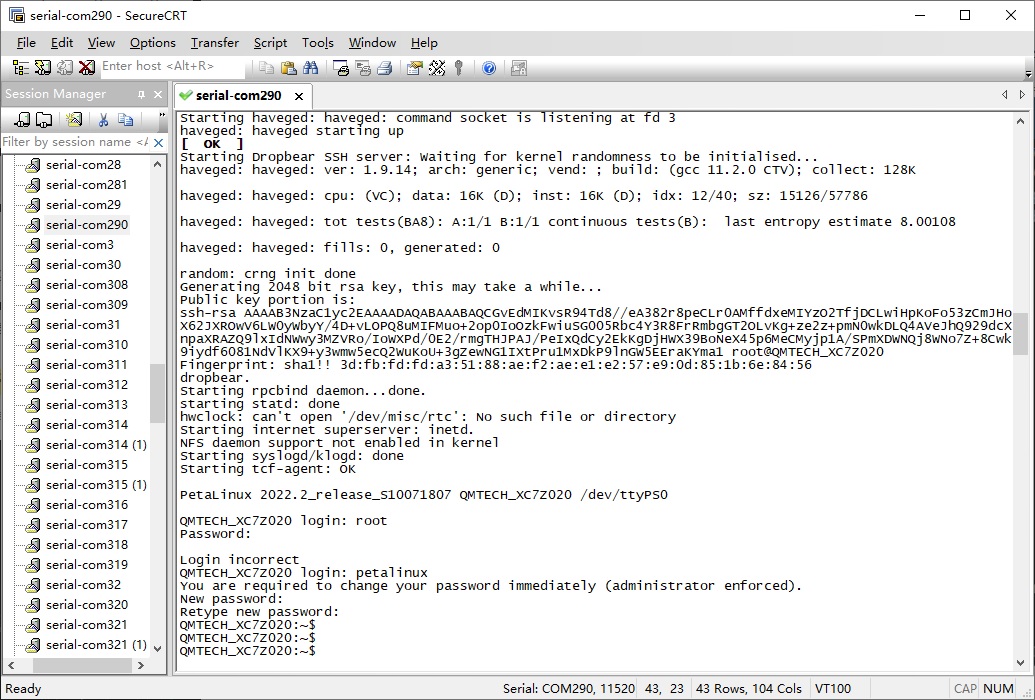 serial-com290 - SecureCRT
File Edit View Options Transfer Script Tools Window Help
Enter host <Alt+R>
Session Manager
serial-com290
Filter by session name <A
serial-com28
serial-com281
serial-com29
serial-com290
serial-com3
serial-com30
serial-com308
serial-com309
serial-com31
serial-com310
serial-com311
serial-com312
serial-com313
serial-com314
serial-com314 (1)
serial-com315
serial-com315 (1)
serial-com316
serial-com317
serial-com318
serial-com319
serial-com32
serial-com320
serial-com321
serial-com321 (1)
Starting haveged: haveged: command socket is listening at fd 3
haveged: haveged starting up
[  OK  ]
Starting Dropbear SSH server: Waiting for kernel randomness to be initialised...
haveged: haveged: ver: 1.9.14; arch: generic; vend: ; build: (gcc 11.2.0 CTV); collect: 128K
haveged: haveged: cpu: (VC); data: 16K (D); inst: 16K (D); idx: 12/40; sz: 15126/57786
haveged: haveged: tot tests(BA8): A:1/1 B:1/1 continuous tests(B):  last entropy estimate 8.00108
haveged: haveged: fills: 0, generated: 0
random: crng init done
Generating 2048 bit rsa key, this may take a while...
Public key portion is:
ssh-rsa AAAAB3NzaC1yc2EAAAADAQABAAABAQCGvEdMIKvsR94Td8//eA382r8peCLr0AMffdxeMIYzO2TfjDCLwiHpKoFo53ZCmJHo
X62JXROwV6LW0yWbyY/4D+vLOPQ8uMIFMuo+2opOIoOzkFwiuSG005Rbc4Y3R8FrRmbgGT2OLvKg+ze2z+pmN0wkDLQ4AVeJhQ929dcX
npaXRAZQ9lxIdNWwy3MZVRo/IoWXPd/OE2/rmgTHJPAJ/PeIxQdCy2EkKgDjHWX39BoNeX45p6MeCMyjp1A/SPmXDWNQj8WNo7Z+8Cwk
9iydf6081NdVlKX9+y3wmw5ecQ2WuKoU+3gZewNG1IXtPru1MxDkP9lnGW5EEraKYma1 root@QMTECH_XC7Z020
Fingerprint: sha1!! 3d:fb:fd:fd:a3:51:88:ae:f2:ae:e1:e2:57:e9:0d:85:1b:6e:84:56
dropbear.
Starting rpcbind daemon...done.
starting statd: done
hwclock: can't open '/dev/misc/rtc': No such file or directory
Starting internet superserver: inetd.
NFS daemon support not enabled in kernel
Starting syslogd/klogd: done
Starting tcf-agent: OK
PetaLinux 2022.2_release_S10071807 QMTECH_XC7Z020 /dev/ttyPS0
QMTECH_XC7Z020 login: root
Password:
Login incorrect
QMTECH_XC7Z020 login: petalinux
You are required to change your password immediately (administrator enforced).
New password:
Retype new password:
QMTECH_XC7Z020:~$
QMTECH_XC7Z020:~$
QMTECH_XC7Z020:~$
Ready
Serial: COM290, 11520 43, 23 43 Rows, 104 Cols VT100 CAP NUM